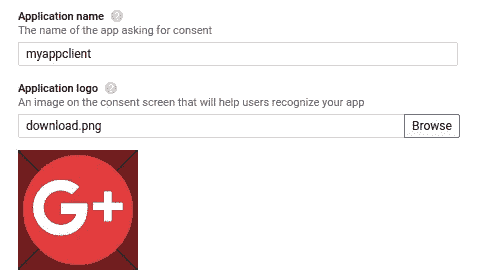 Application name ?
The name of the app asking for consent
myappclient
Application logo ?
An image on the consent screen that will help users recognize your app
download.png Browse
G+